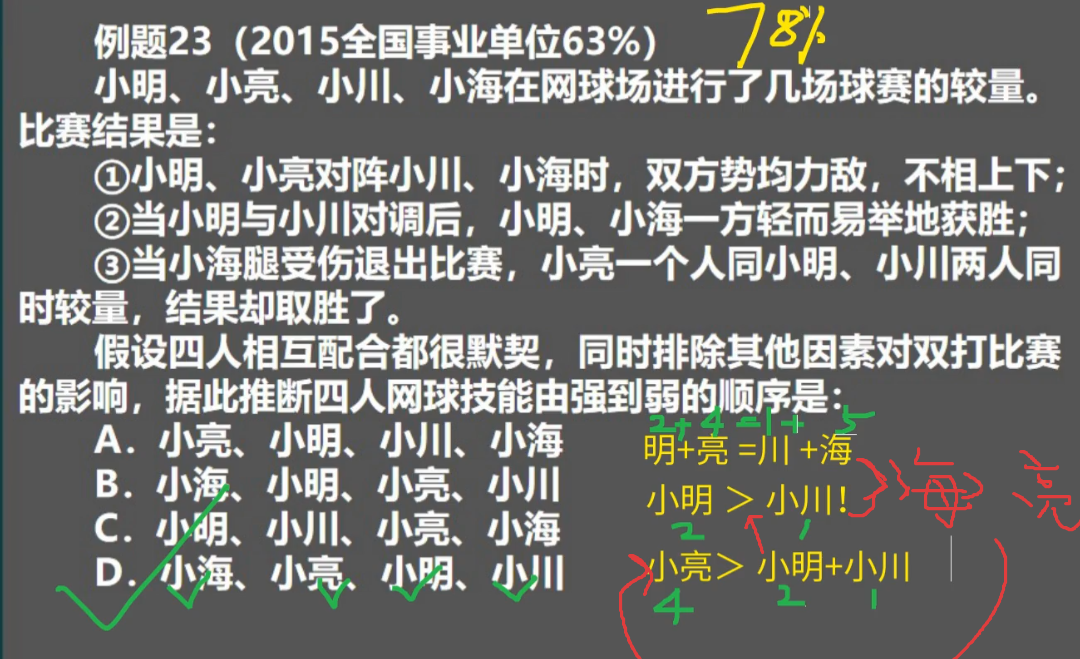 例题23（2015全国事业单位63%）
78%
小明、小亮、小川、小海在网球场进行了几场球赛的较量。
比赛结果是：
①小明、小亮对阵小川、小海时，双方势均力敌，不相上下；
②当小明与小川对调后，小明、小海一方轻而易举地获胜；
③当小海腿受伤退出比赛，小亮一个人同小明、小川两人同
时较量，结果却取胜了。
假设四人相互配合都很默契，同时排除其他因素对双打比赛
的影响，据此推断四人网球技能由强到弱的顺序是：
A．小亮、小明、小川、小海
B．小海、小明、小亮、小川
C．小明、小川、小亮、小海
D．小海、小亮、小明、小川
2+4=1+5
明+亮 =川 +海
小明 ＞ 小川！
2 1
海 亮
小亮＞ 小明+小川
4 2 1